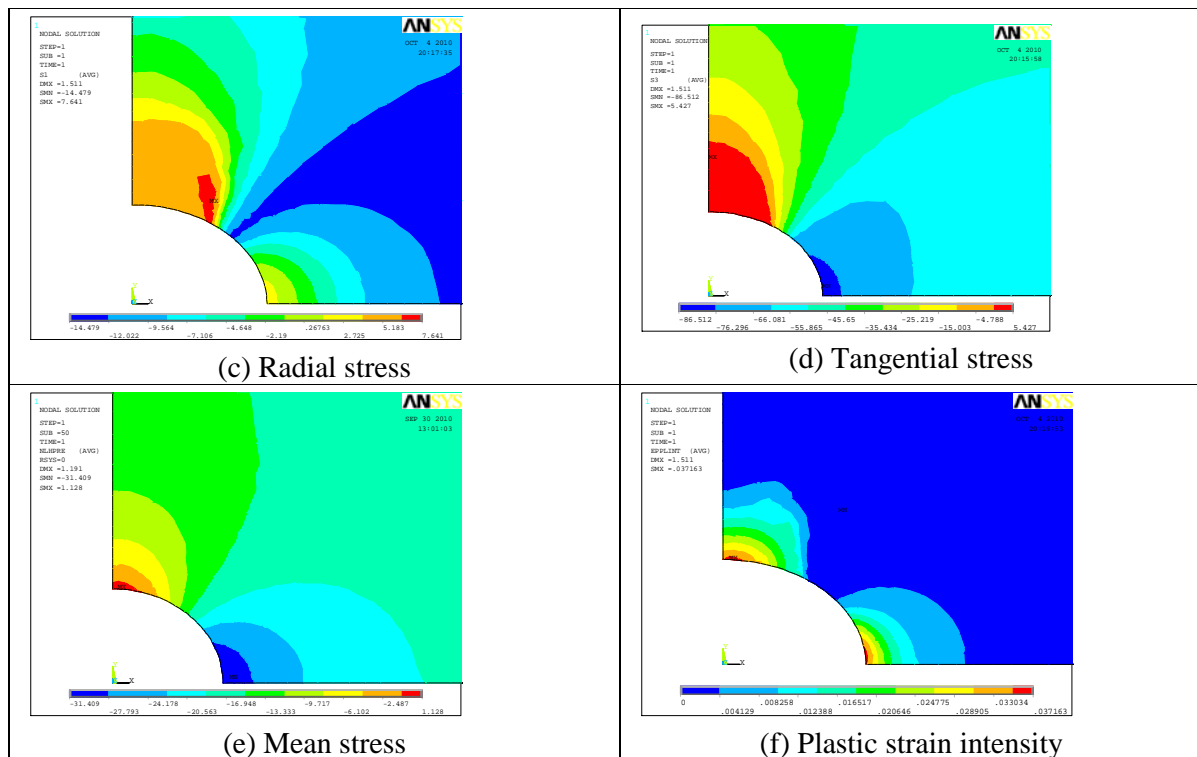 1
ANSYS
NODAL SOLUTION
OCT 4 2010
20:17:35
STEP=1
SUB =1
TIME=1
S1 (AVG)
DMX =1.511
SMN =-14.479
SMX =7.641
MX
Y
X
-14.479 -9.564 -4.648 .26763 5.183
-12.022 -7.106 -2.19 2.725 7.641
(c) Radial stress
1
ANSYS
NODAL SOLUTION
OCT 4 2010
20:15:58
STEP=1
SUB =1
TIME=1
S3 (AVG)
DMX =1.511
SMN =-86.512
SMX =5.427
MX
Y
X
-86.512 -66.081 -45.65 -25.219 -4.788
-76.296 -55.865 -35.434 -15.003 5.427
(d) Tangential stress
1
ANSYS
NODAL SOLUTION
SEP 30 2010
13:01:03
STEP=1
SUB =50
TIME=1
NLHPRE (AVG)
RSYS=0
DMX =1.191
SMN =-31.409
SMX =1.128
Y
X
-31.409 -24.178 -16.948 -9.717 -2.487
-27.793 -20.563 -13.333 -6.102 1.128
(e) Mean stress
1
ANSYS
NODAL SOLUTION
OCT 4
STEP=1
SUB =1
TIME=1
EPPLINT (AVG)
DMX =1.511
SMX =.037163
Y
X
0 .008258 .016517 .024775 .033034
.004129 .012388 .020646 .028905 .037163
(f) Plastic strain intensity